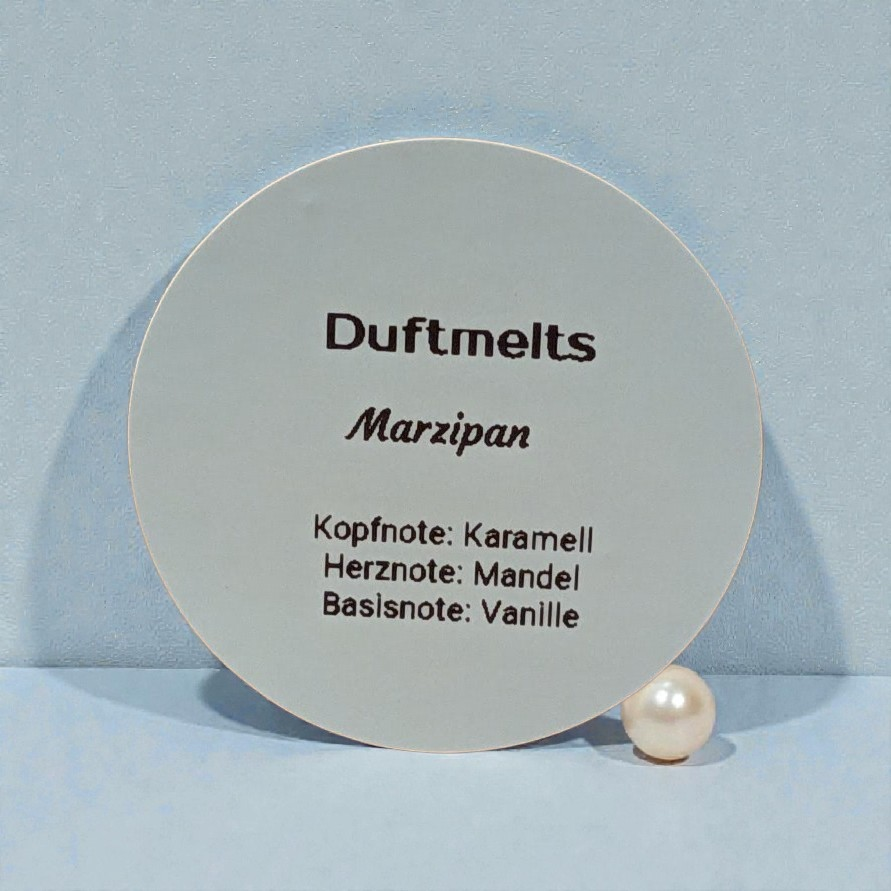 Duftmelts
Marzipan
Kopfnote: Karamell
Herznote: Mandel
Basisnote: Vanille